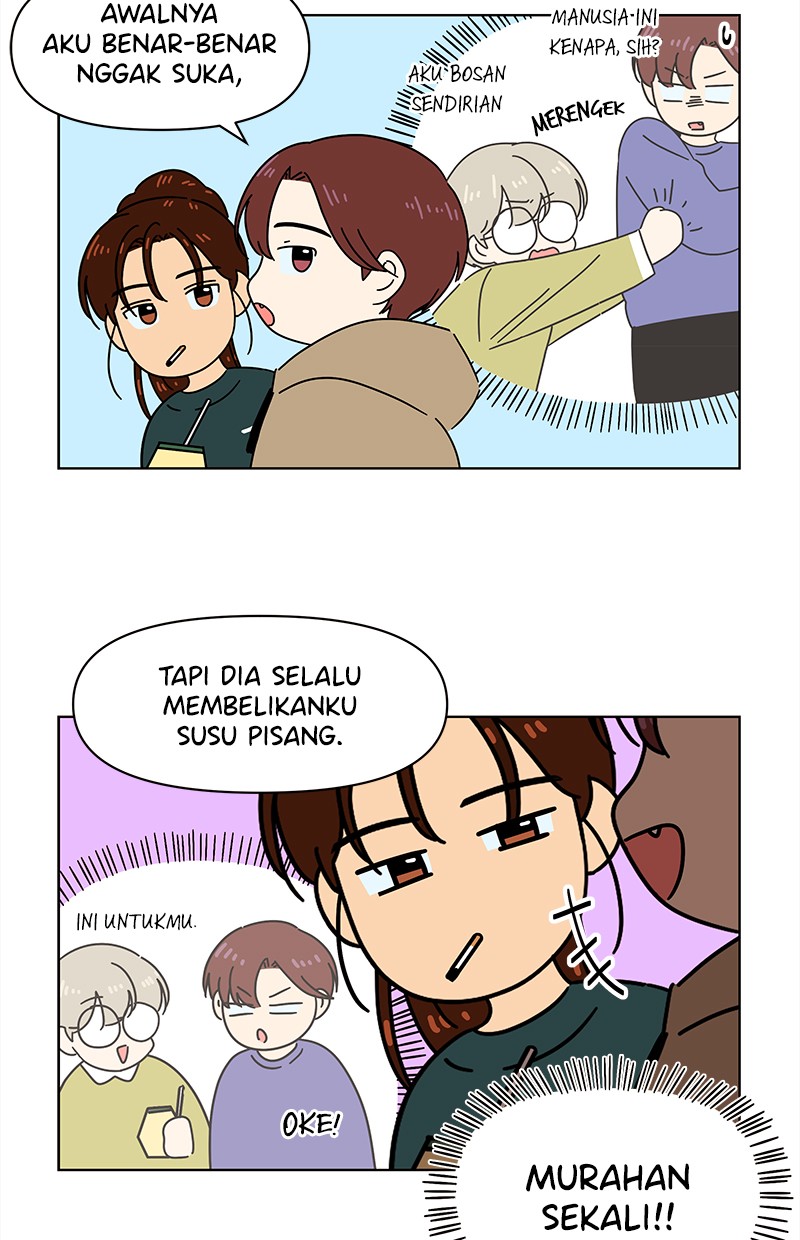 AWALNYA
AKU BENAR-BENAR
NGGAK SUKA,
MANUSIA INI
KENAPA, SIH?
AKU BOSAN
SENDIRIAN
MERENGEK
TAPI DIA SELALU
MEMBELIKANKU
SUSU PISANG.
INI UNTUKMU.
OKE!
MURAHAN
SEKALI!!